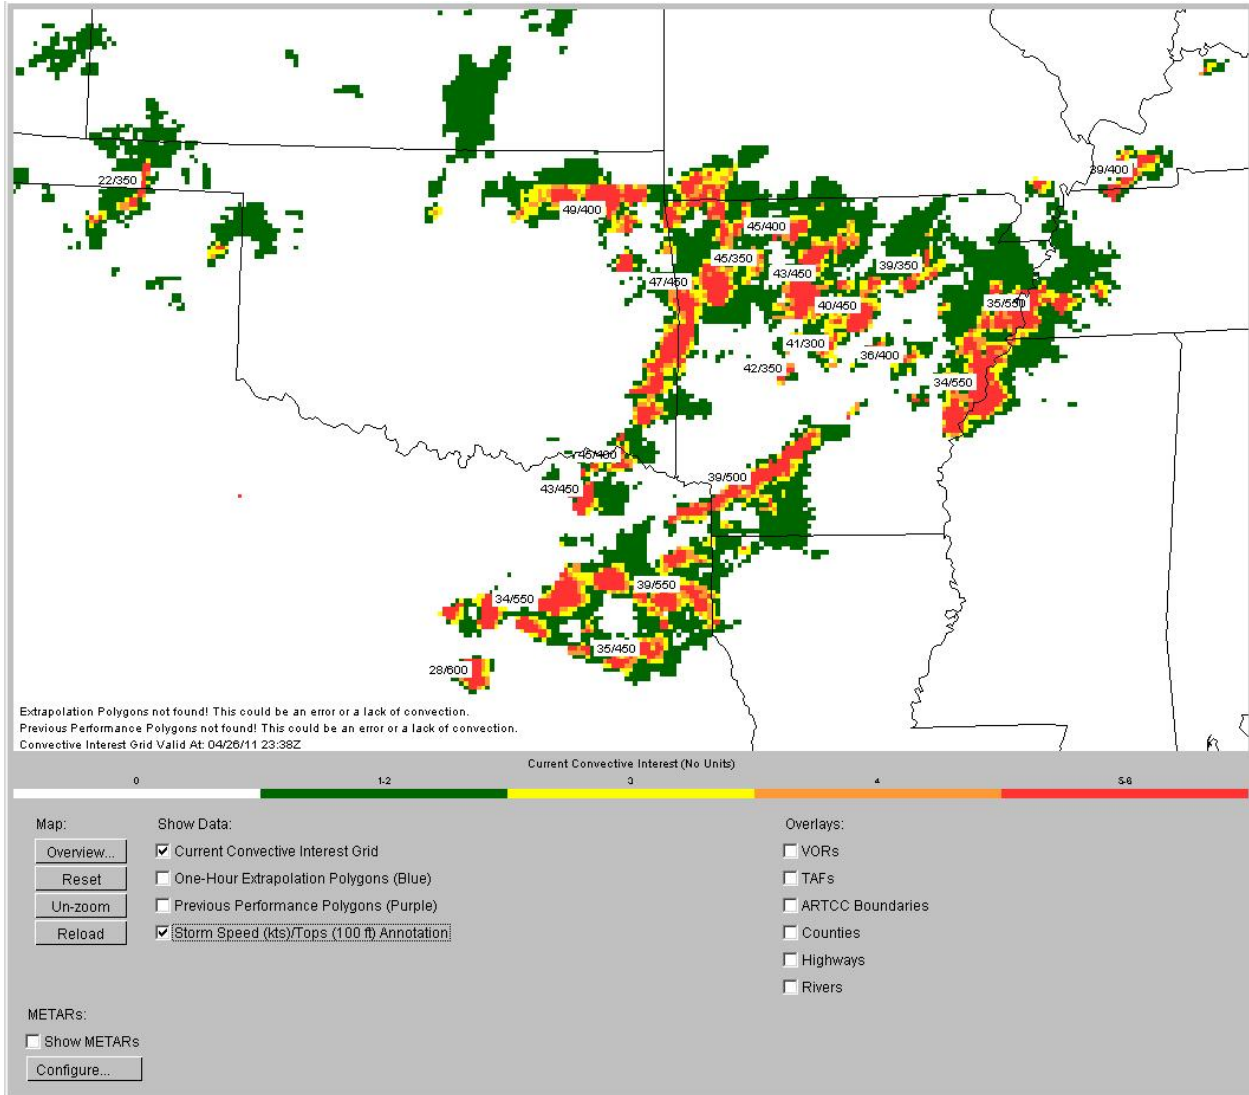 39/400
22/350
49/400
45/400
45/350
39/350
43/450
47/450
40/450
35/550
41/300
36/400
42/350
34/550
45/400
39/500
43/450
39/550
34/550
35/450
28/600
Extrapolation Polygons not found! This could be an error or a lack of convection.
Previous Performance Polygons not found! This could be an error or a lack of convection.
Convective Interest Grid Valid At: 04/26/11 23:38Z
Current Convective Interest (No Units)
0 1-2 3 4 5-6
Map: Show Data: Overlays:
Overview... Current Convective Interest Grid VORs
Reset One-Hour Extrapolation Polygons (Blue) TAFs
Un-zoom Previous Performance Polygons (Purple) ARTCC Boundaries
Reload Storm Speed (kts)/Tops (100 ft) Annotation Counties
Highways
Rivers
METARs:
Show METARs
Configure...